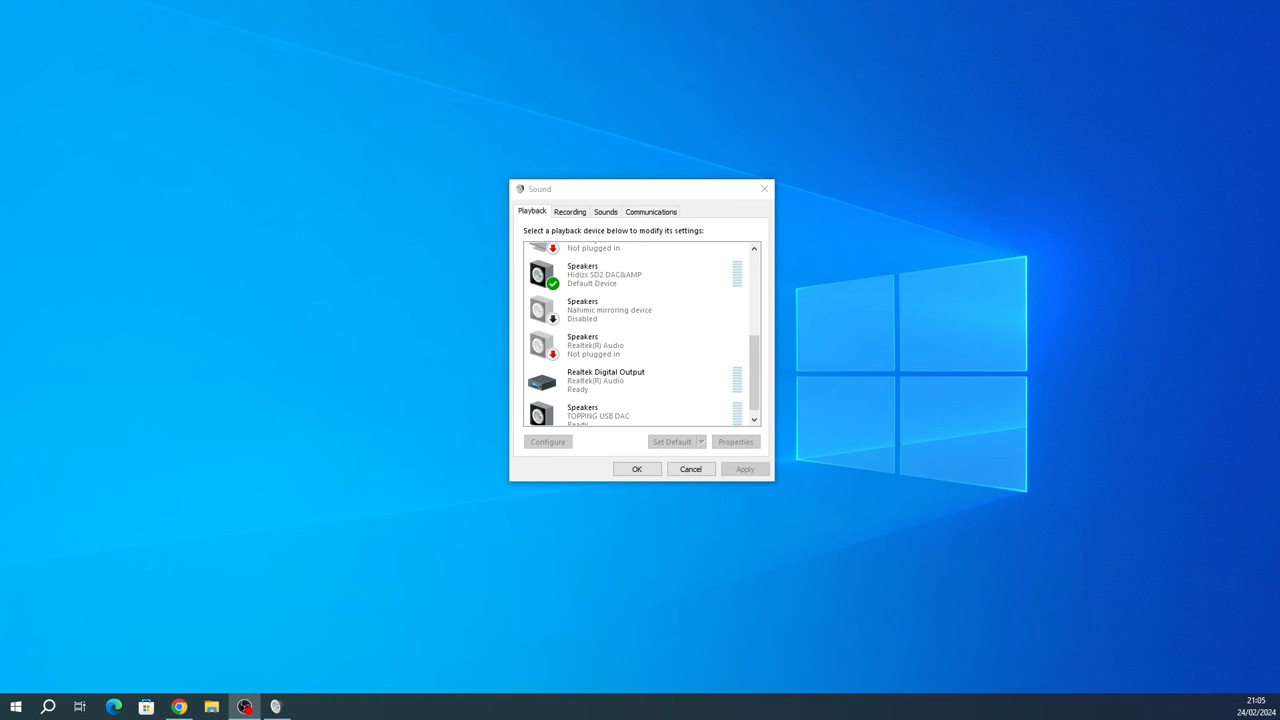 Sound
Playback
Recording
Sounds
Communications
Select a playback device below to modify its settings:
Not plugged in
Speakers
Hidizs SD2 DAC&AMP
Default Device
Speakers
Nahimic mirroring device
Disabled
Speakers
Realtek(R) Audio
Not plugged in
Realtek Digital Output
Realtek(R) Audio
Ready
Speakers
TOPPING USB DAC
Ready
Configure
Set Default
Properties
OK
Cancel
Apply
21:05
24/02/2024